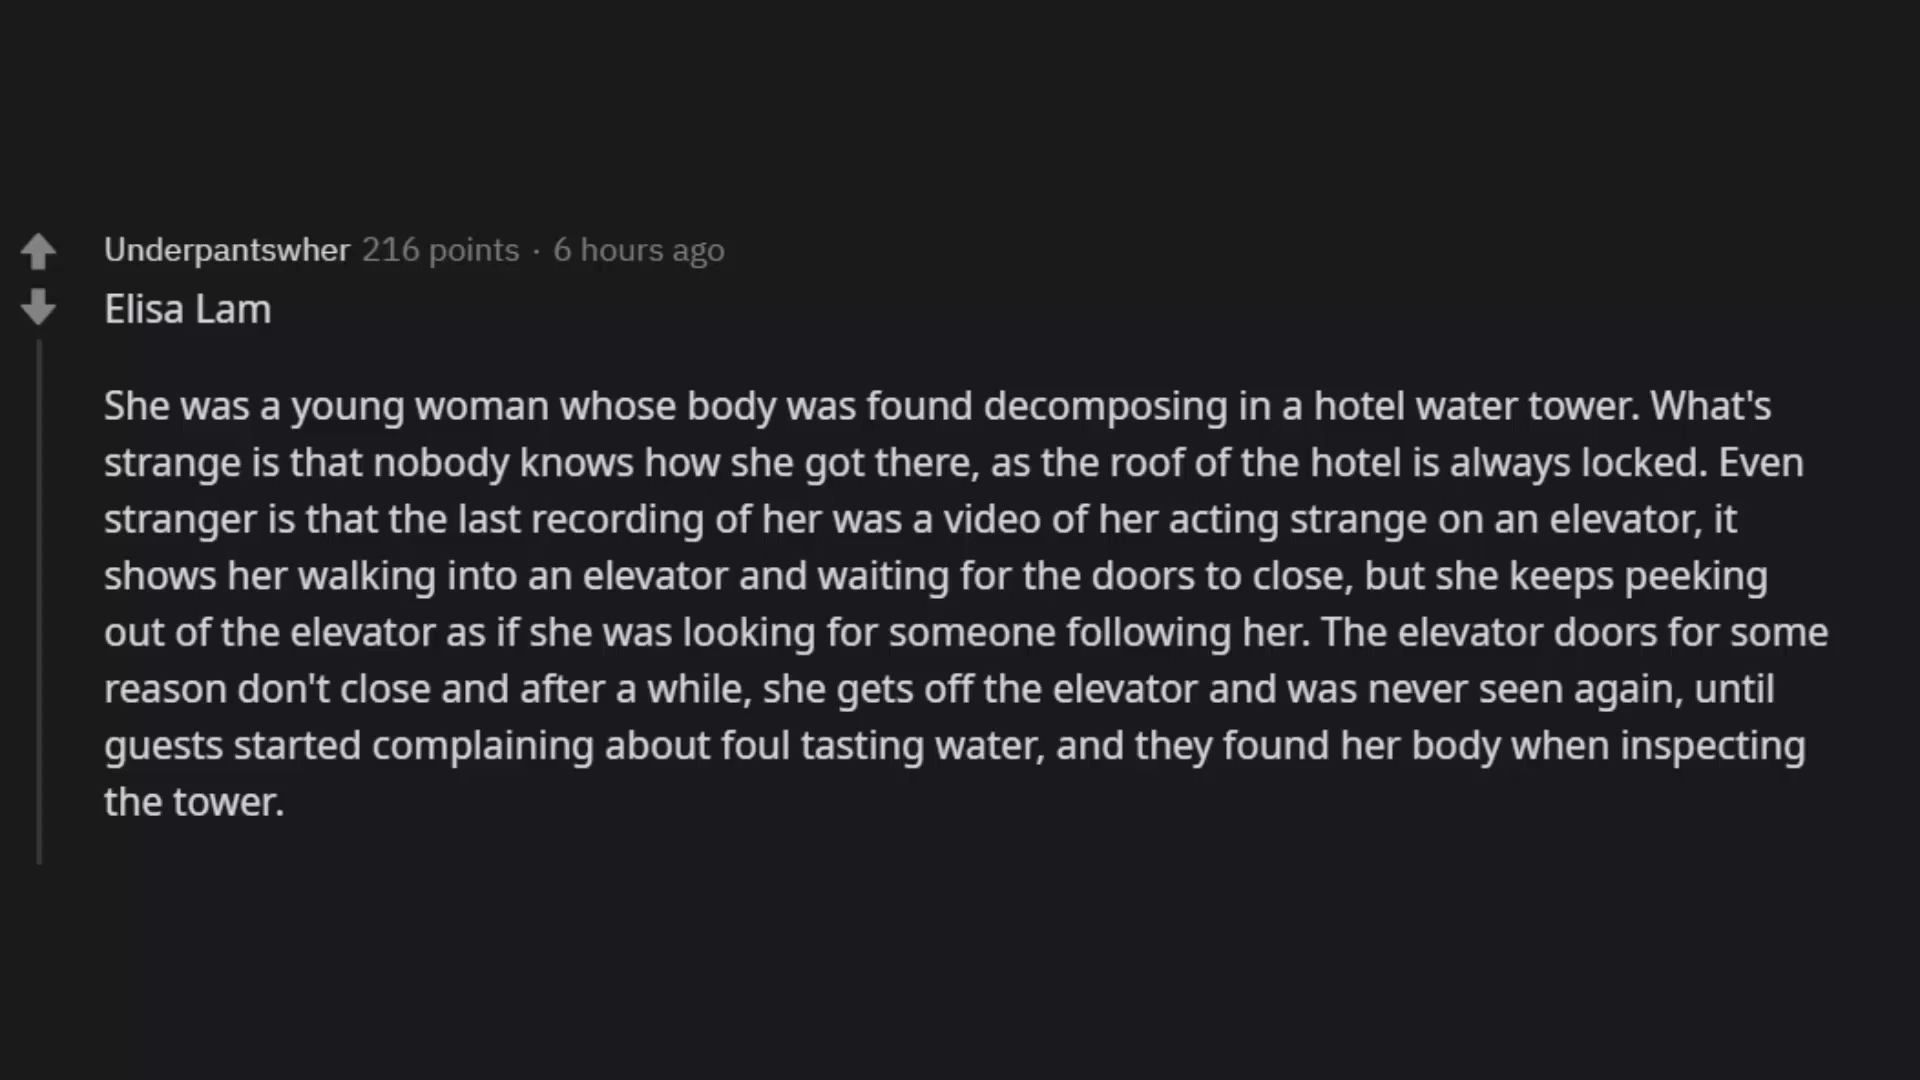 Underpantswher 216 points · 6 hours ago
Elisa Lam
She was a young woman whose body was found decomposing in a hotel water tower. What's
strange is that nobody knows how she got there, as the roof of the hotel is always locked. Even
stranger is that the last recording of her was a video of her acting strange on an elevator, it
shows her walking into an elevator and waiting for the doors to close, but she keeps peeking
out of the elevator as if she was looking for someone following her. The elevator doors for some
reason don't close and after a while, she gets off the elevator and was never seen again, until
guests started complaining about foul tasting water, and they found her body when inspecting
the tower.